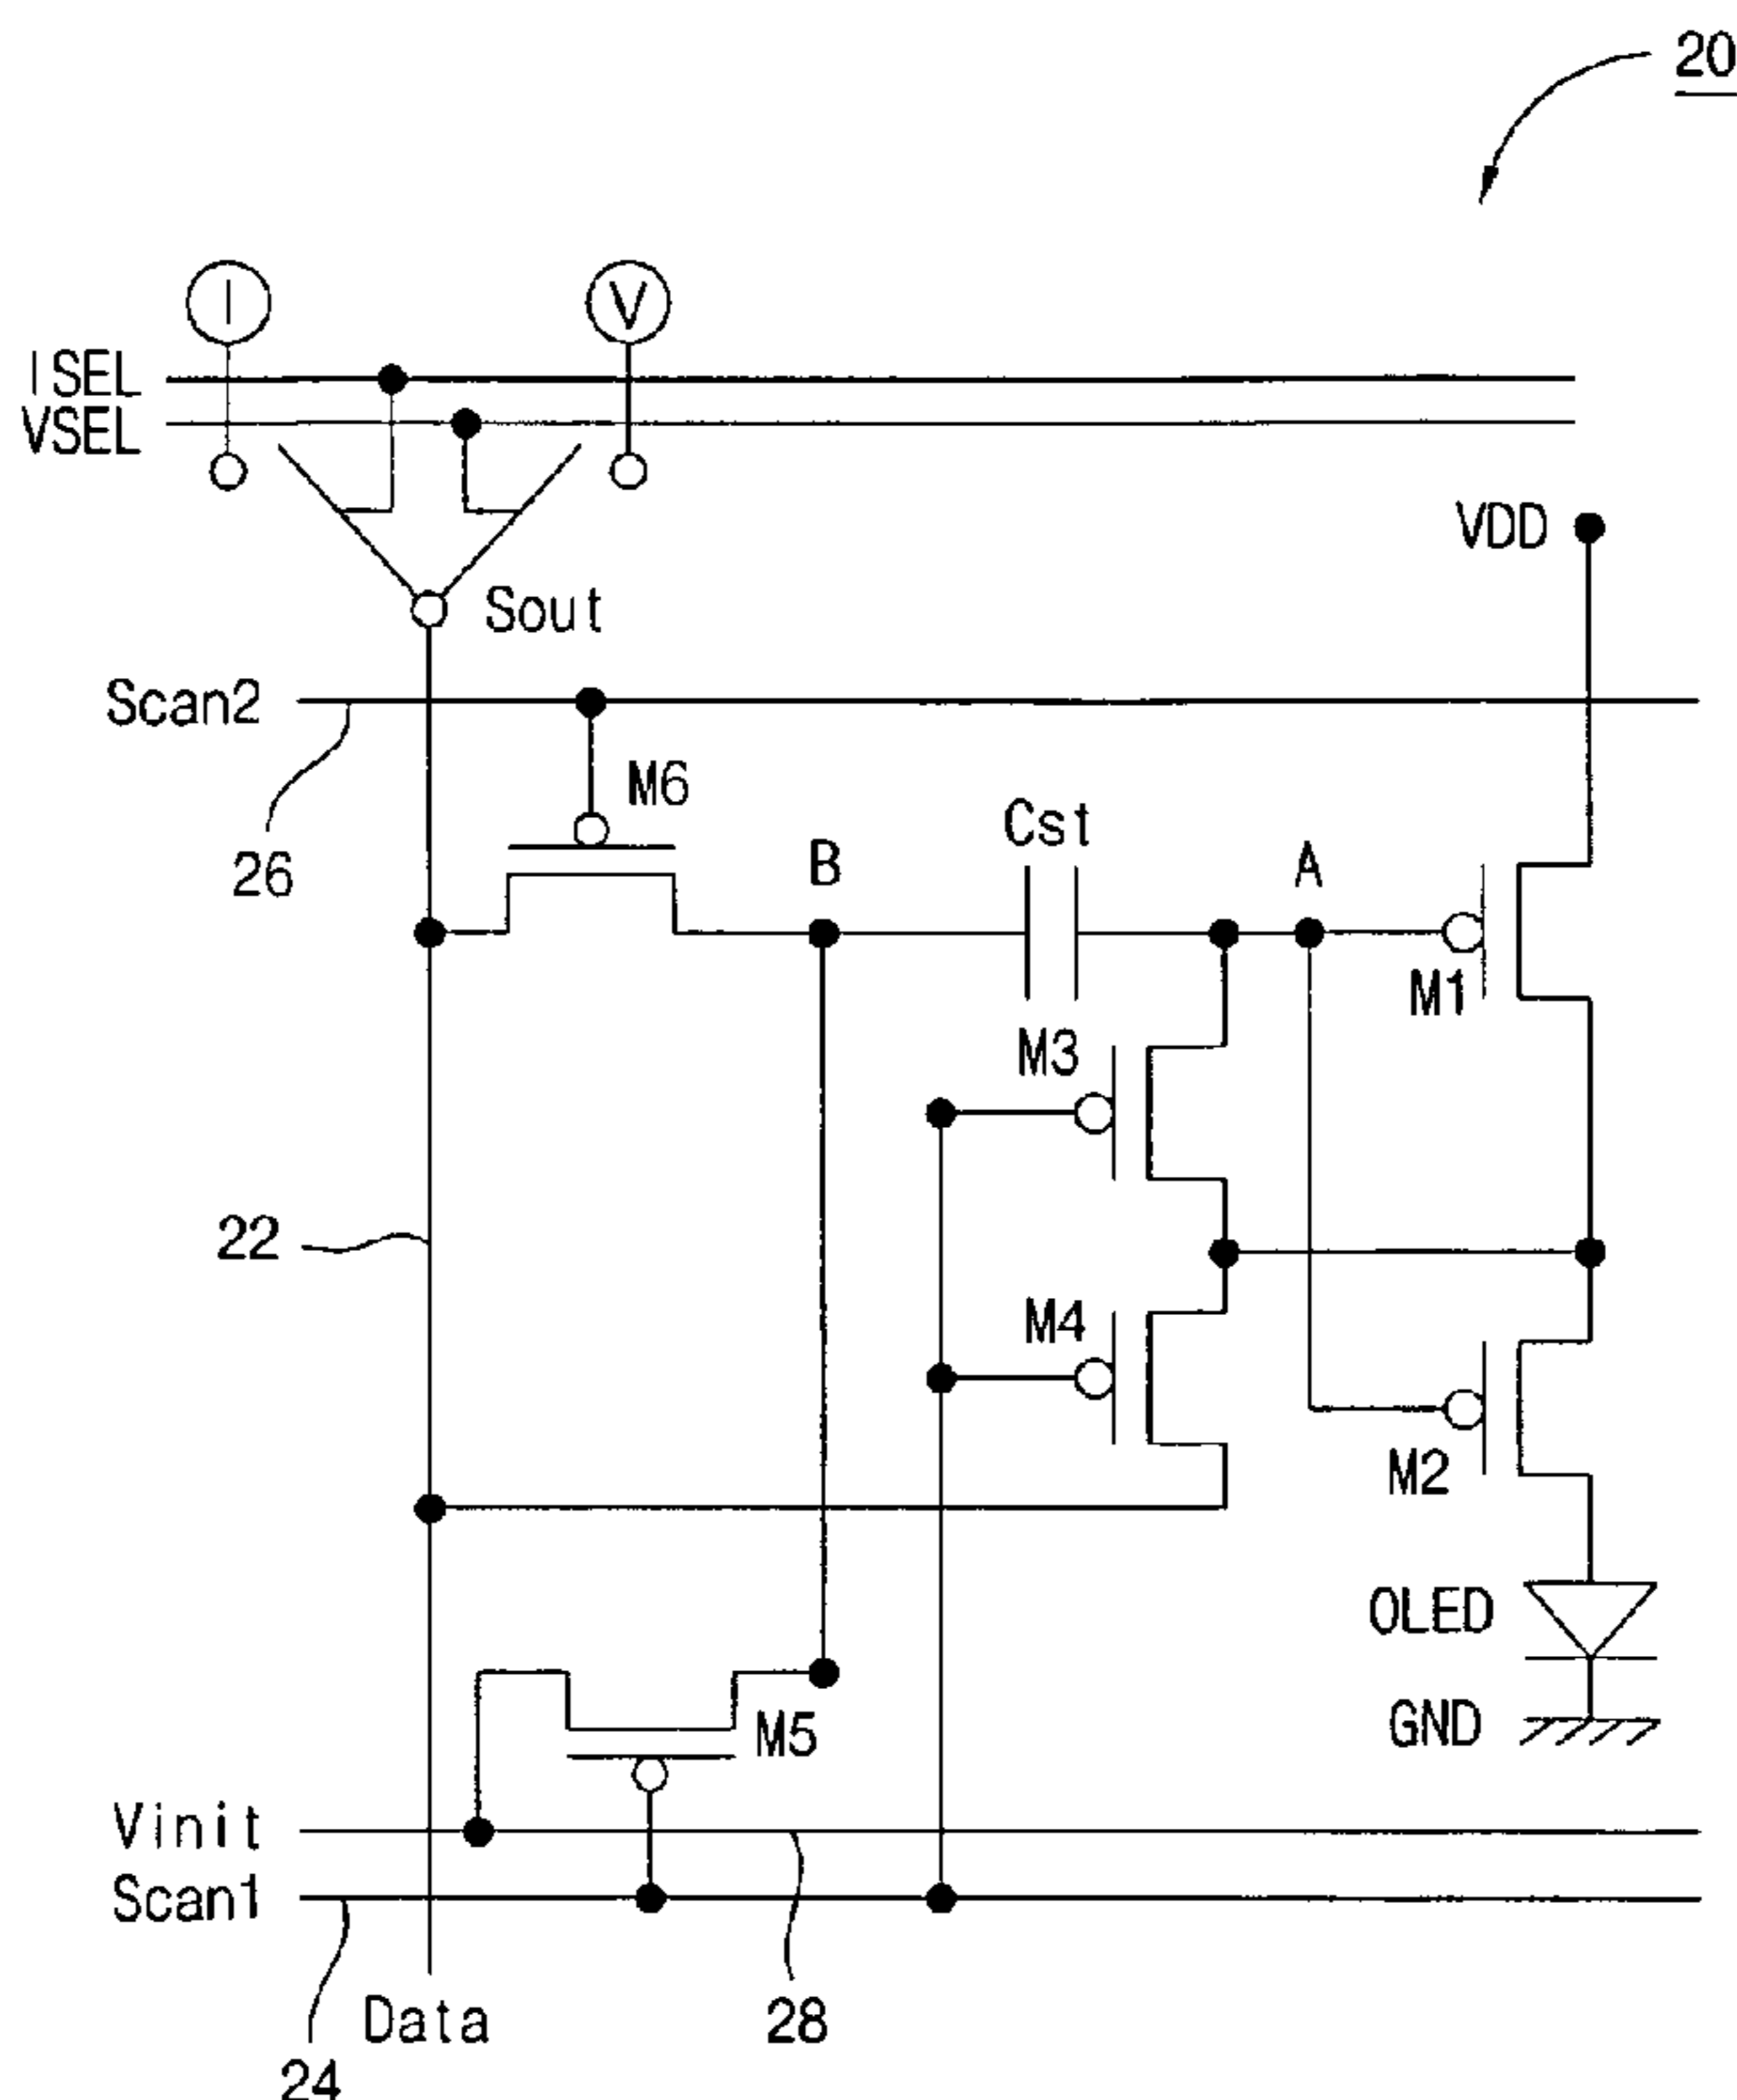 20
I V
ISEL
VSEL
VDD
Sout
Scan2
M6
Cst
26
B
A
M1
M3
22
M4
M2
OLED
M5
GND
Vinit
Scan1
Data
28
24